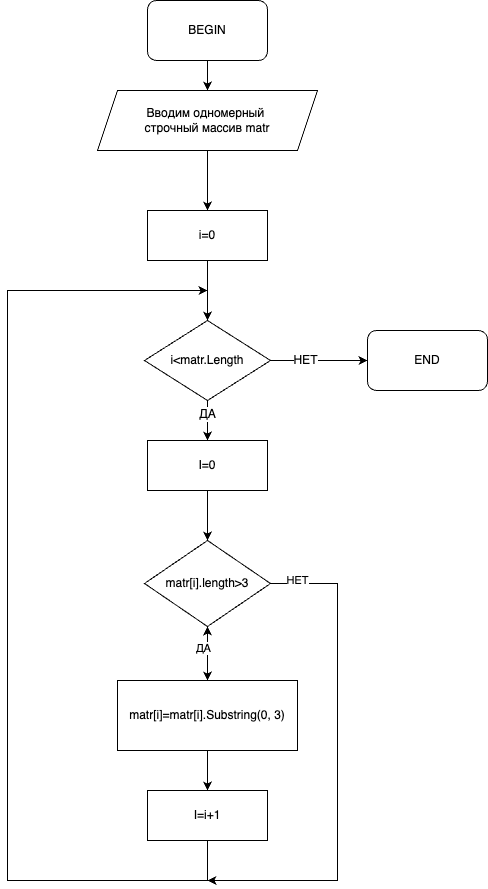 BEGIN
Вводим одномерный
строчный массив matr
i=0
i<matr.Length
НЕТ
END
ДА
I=0
matr[i].length>3
НЕТ
ДА
matr[i]=matr[i].Substring(0, 3)
I=i+1